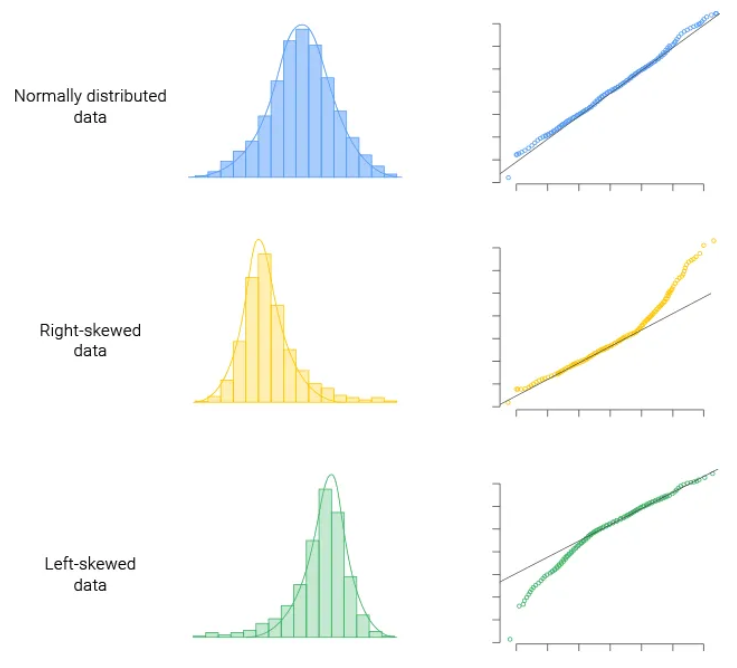 Normally distributed
data
Right-skewed
data
Left-skewed
data